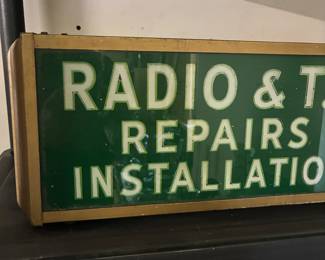 RADIO & T.
REPAIRS
INSTALLATIO